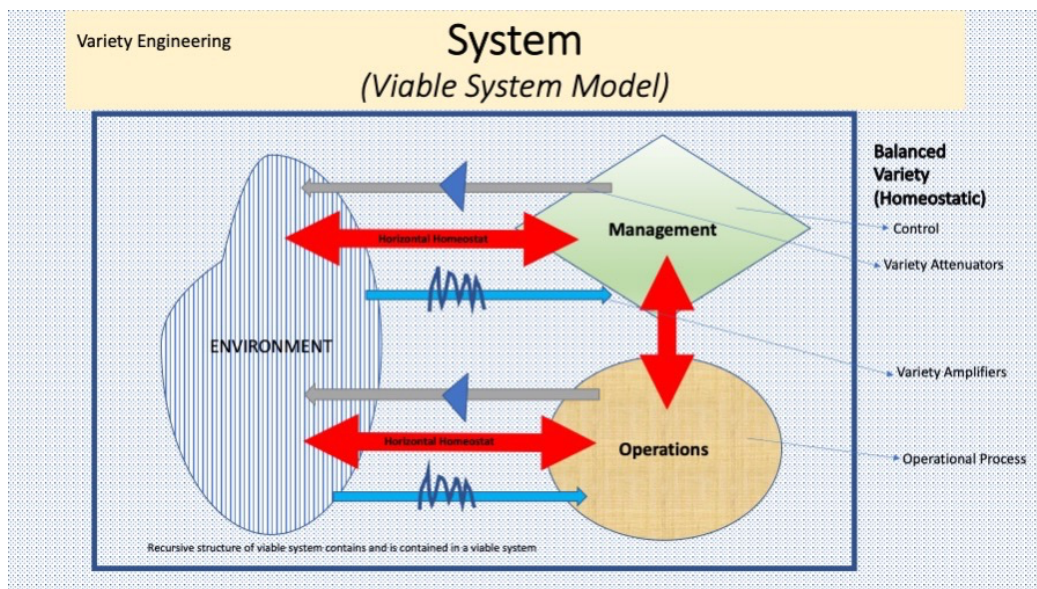 Variety Engineering
System
(Viable System Model)
Balanced
Variety
(Homeostatic)
Control
Variety Attenuators
Variety Amplifiers
Operational Process
Management
Horizontal Homeostat
ENVIRONMENT
Horizontal Homeostat
Operations
Recursive structure of viable system contains and is contained in a viable system